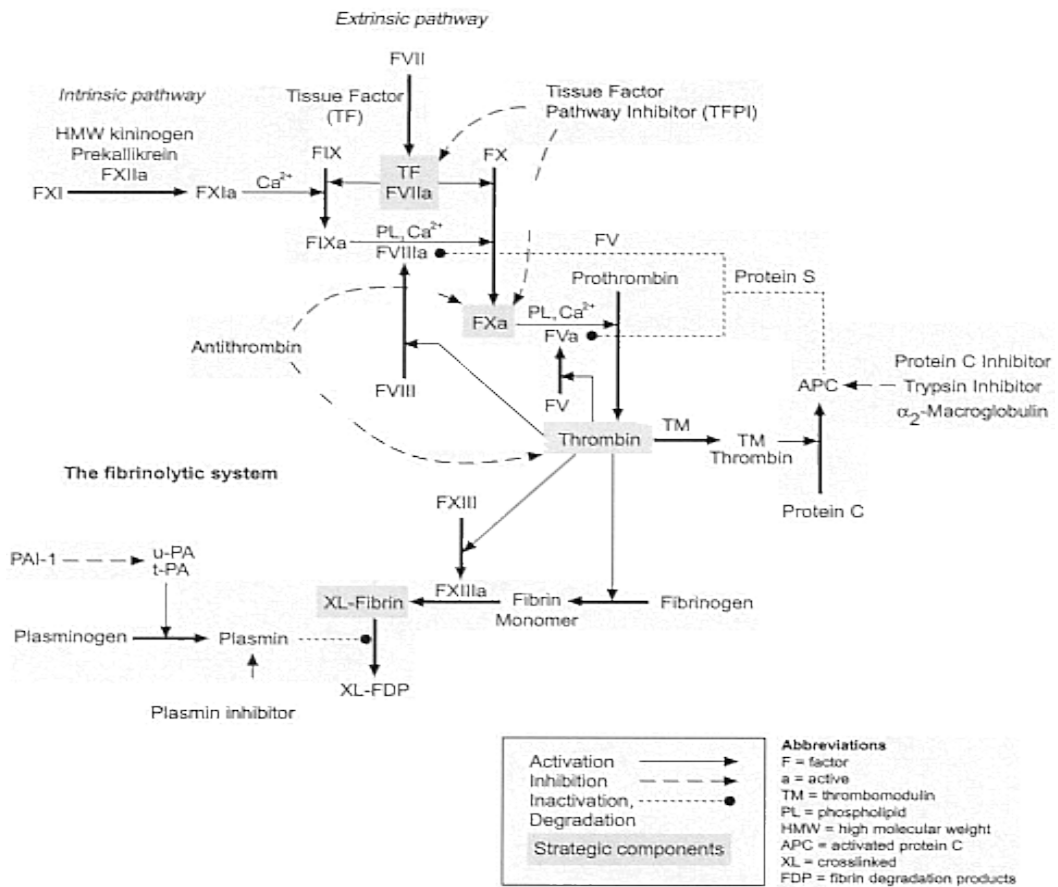 Extrinsic pathway
FVII
Intrinsic pathway
Tissue Factor
(TF)
Tissue Factor
Pathway Inhibitor (TFPI)
HMW kininogen
Prekallikrein
FXIIa
FIX
TF
FVIIa
FX
FXI
FXIa
Ca²⁺
FIXa
PL, Ca²⁺
FVIIIa
FV
Prothrombin
Protein S
FXa
PL, Ca²⁺
FVa
Antithrombin
FVIII
FV
APC
Protein C Inhibitor
Trypsin Inhibitor
α₂-Macroglobulin
Thrombin
TM
TM
Thrombin
Protein C
The fibrinolytic system
FXIII
PAI-1
u-PA
t-PA
FXIIIa
XL-Fibrin
Fibrin
Monomer
Fibrinogen
Plasminogen
Plasmin
XL-FDP
Plasmin inhibitor
Activation
Inhibition
Inactivation,
Degradation
Strategic components
Abbreviations
F = factor
a = active
TM = thrombomodulin
PL = phospholipid
HMW = high molecular weight
APC = activated protein C
XL = crosslinked
FDP = fibrin degradation products